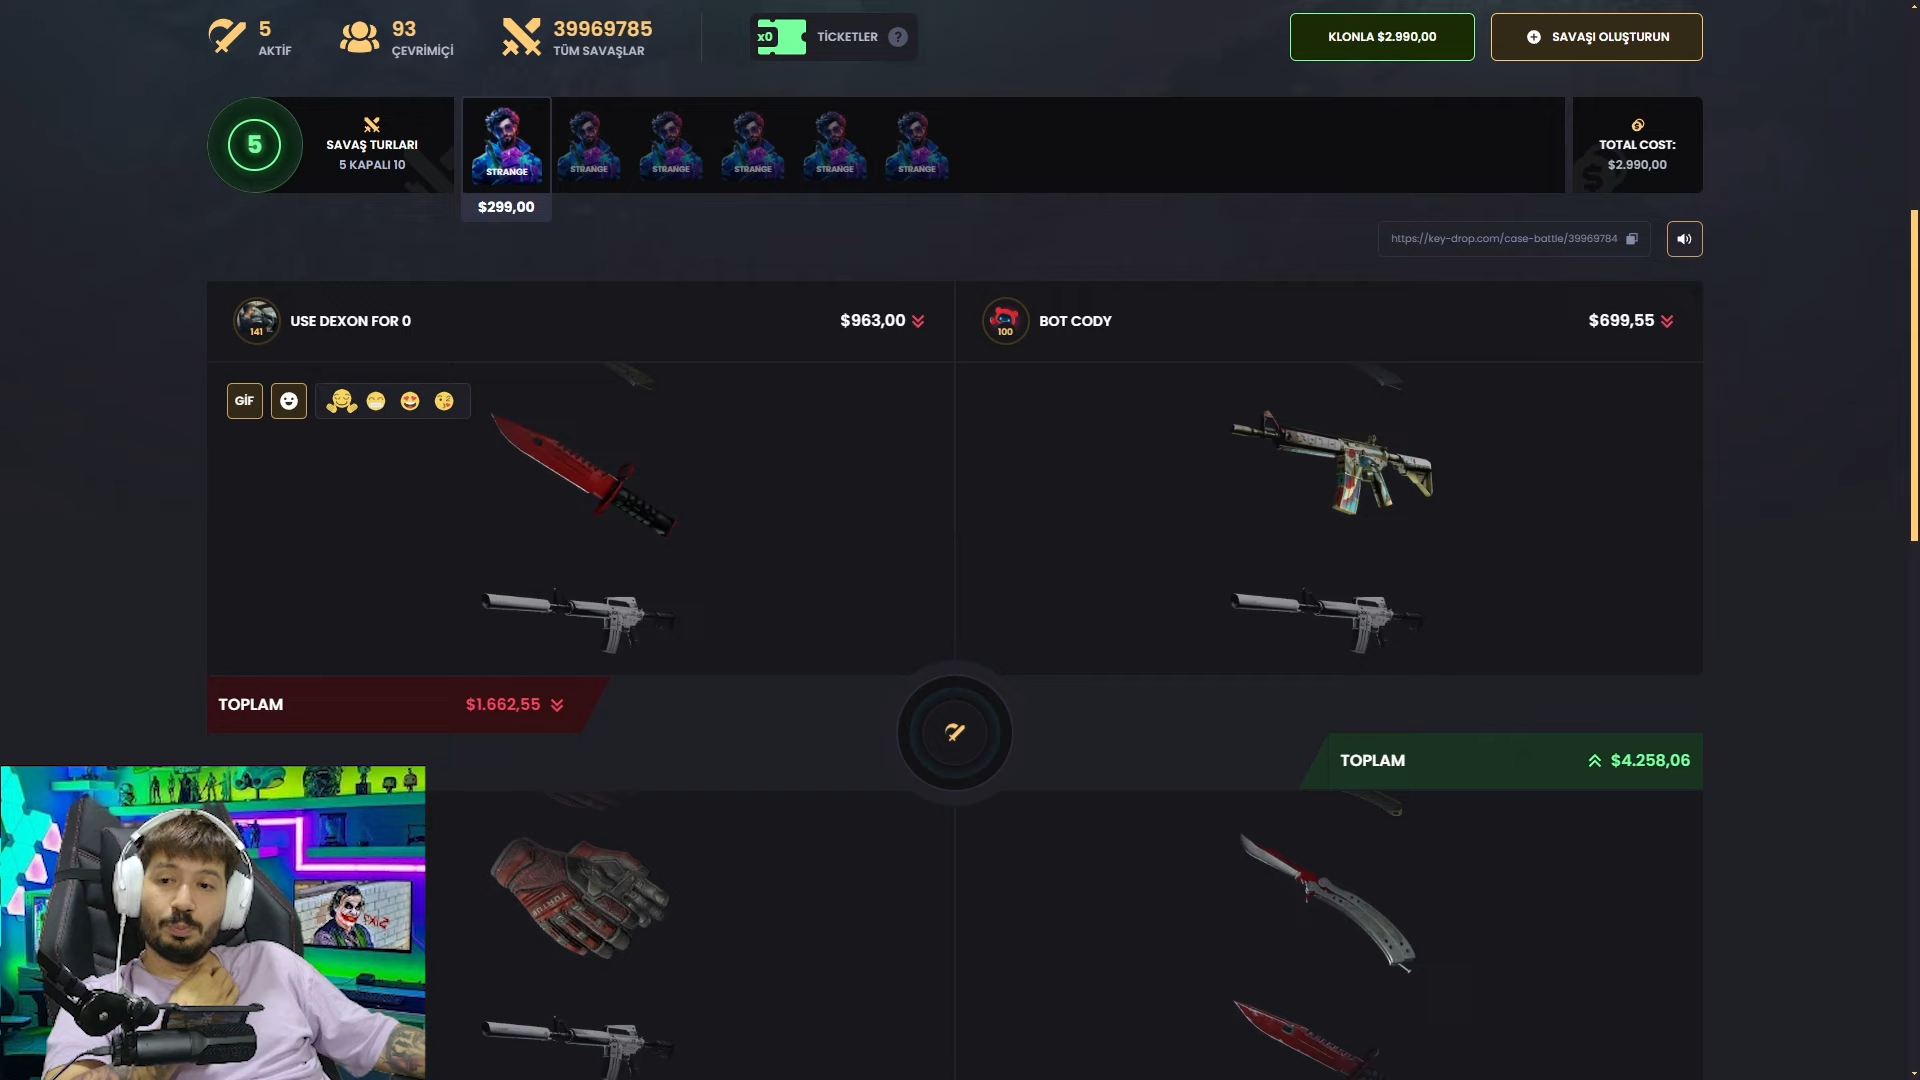 5
AKTİF
93
ÇEVRİMİÇİ
39969785
TÜM SAVAŞLAR
x0
TİCKETLER ?
KLONLA $2.990,00
SAVAŞI OLUŞTURUN
5
SAVAŞ TURLARI
5 KAPALI 10
STRANGE
STRANGE
STRANGE
STRANGE
STRANGE
STRANGE
$299,00
TOTAL COST:
$2.990,00
https://key-drop.com/case-battle/39969784
141
USE DEXON FOR 0
$963,00
100
BOT CODY
$699,55
GİF
TOPLAM
$1.662,55
TOPLAM
$4.258,06